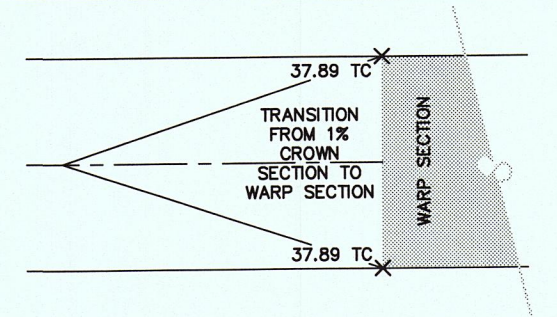 37.89 TC
TRANSITION
FROM 1%
CROWN
SECTION TO
WARP SECTION
WARP SECTION
37.89 TC